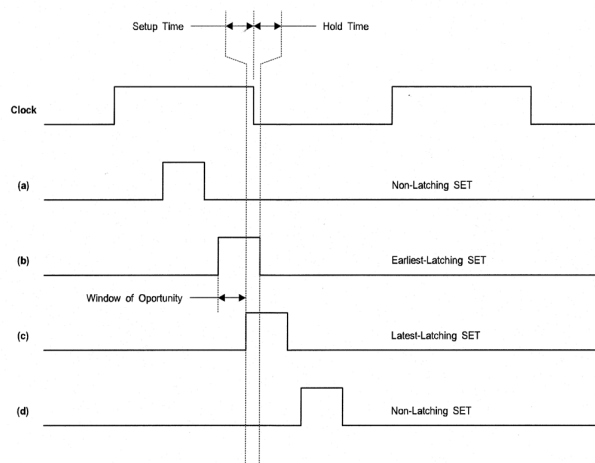 Setup Time
Hold Time
Clock
(a)
Non-Latching SET
(b)
Earliest-Latching SET
Window of Oportunity
(c)
Latest-Latching SET
(d)
Non-Latching SET